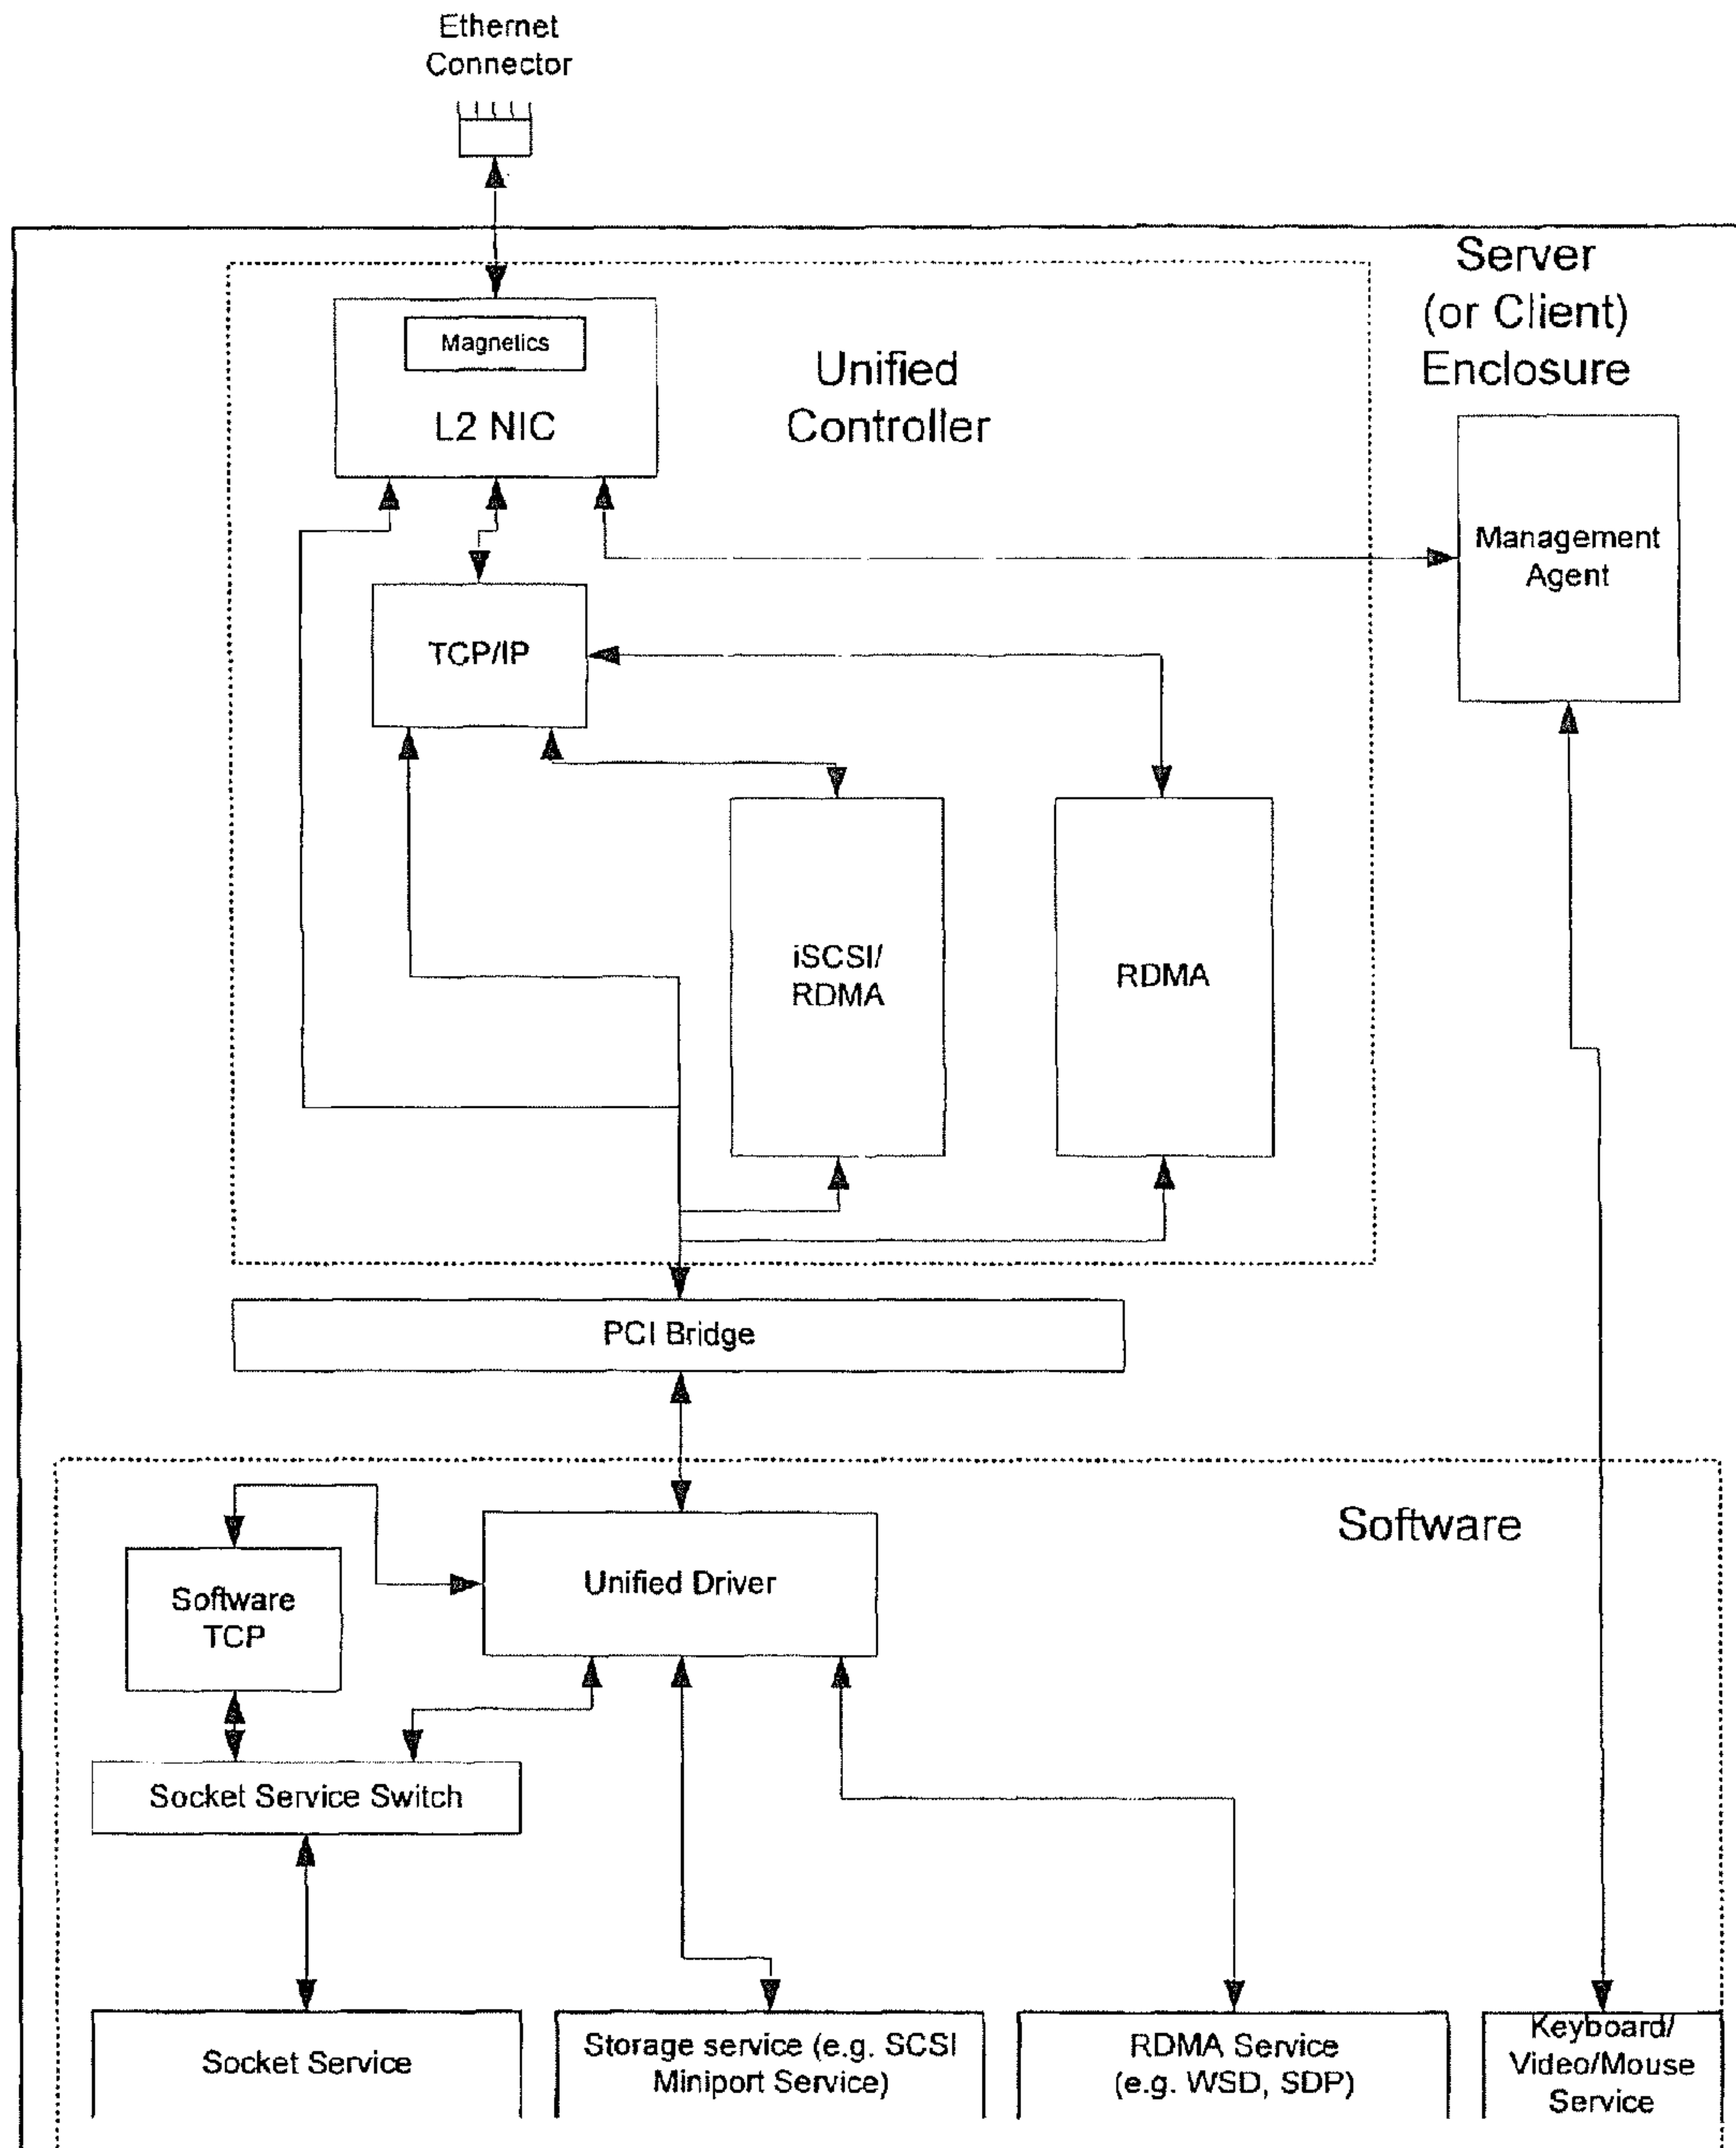 Ethernet
Connector
Server
(or Client)
Enclosure
Magnetics
L2 NIC
Unified
Controller
Management
Agent
TCP/IP
iSCSI/
RDMA
RDMA
PCI Bridge
Software
Unified Driver
Software
TCP
Socket Service Switch
Socket Service
Storage service (e.g. SCSI
Miniport Service)
RDMA Service
(e.g. WSD, SDP)
Keyboard/
Video/Mouse
Service